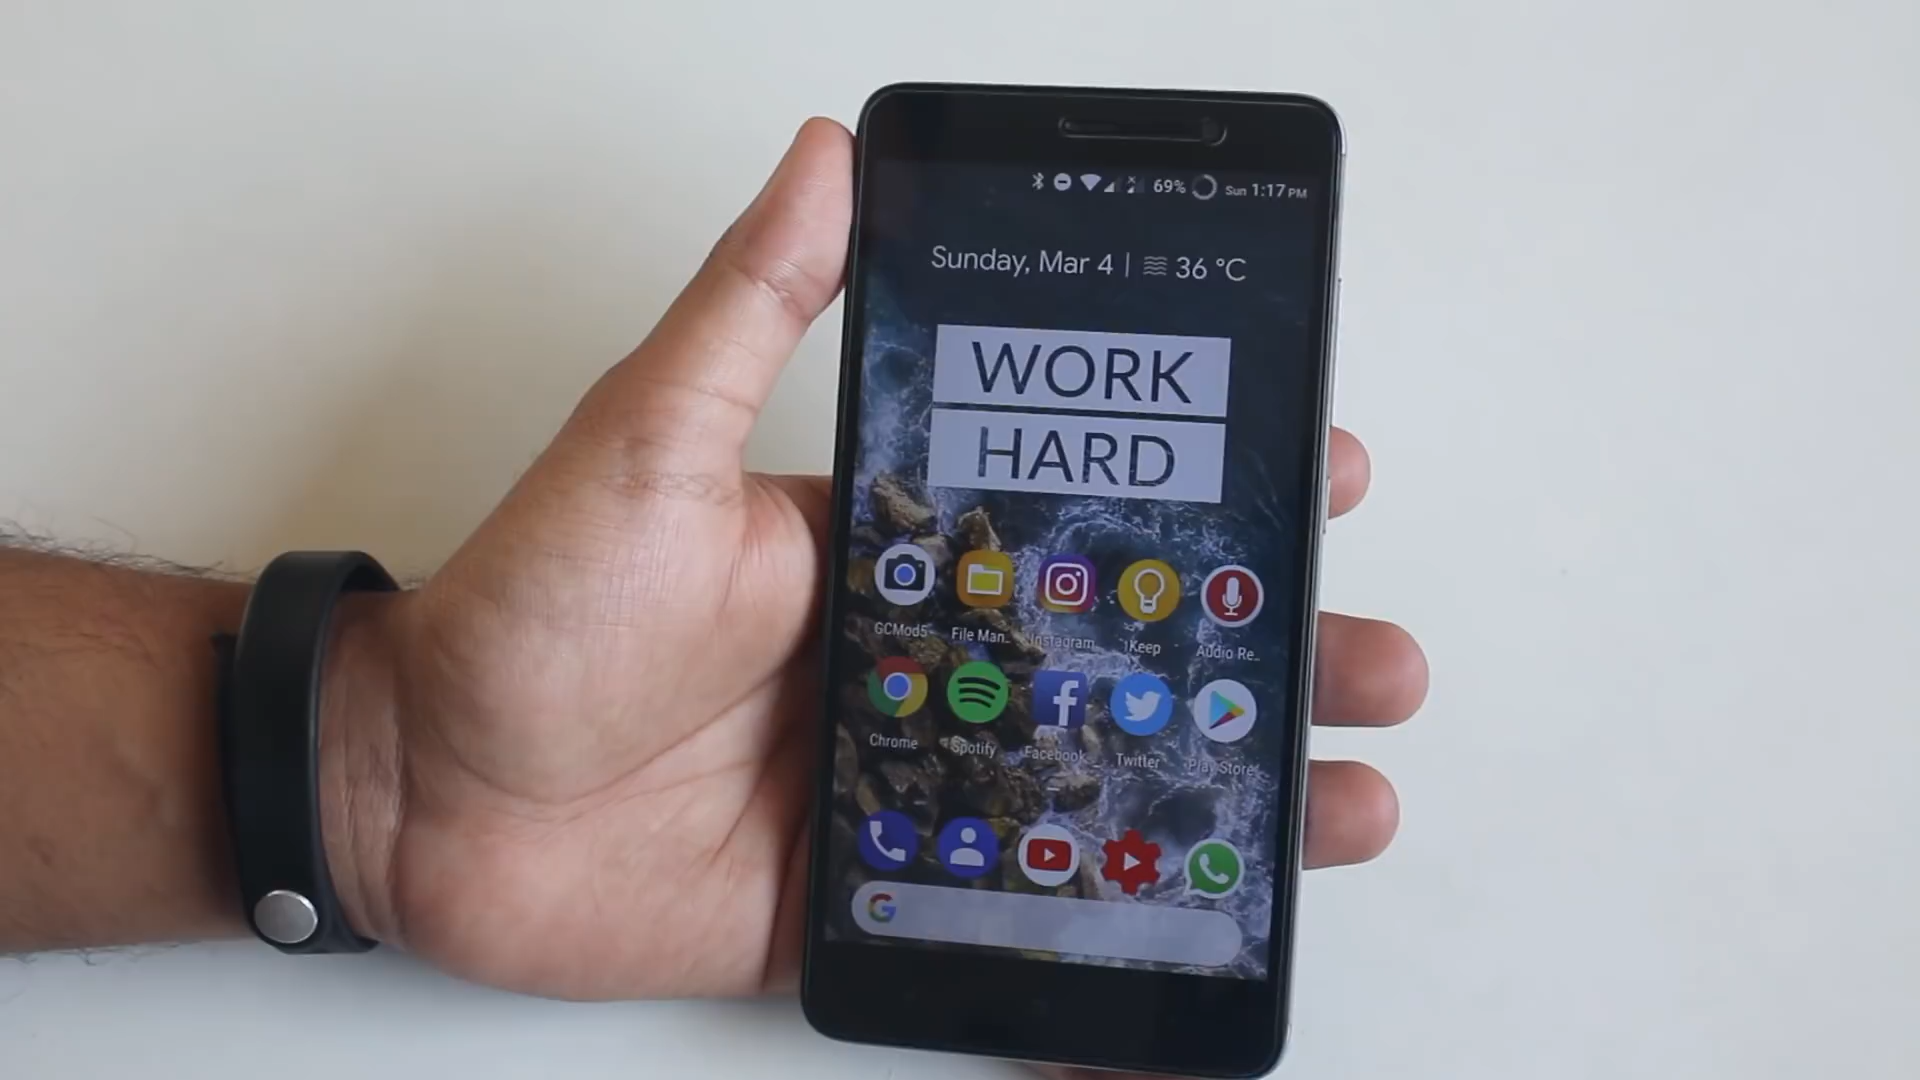 69% Sun 1:17 PM
Sunday, Mar 4 | 36 °C
WORK
HARD
GCMod5- File Man.. Instagram Keep Audio Re..
Chrome Spotify Facebook Twitter Play Store